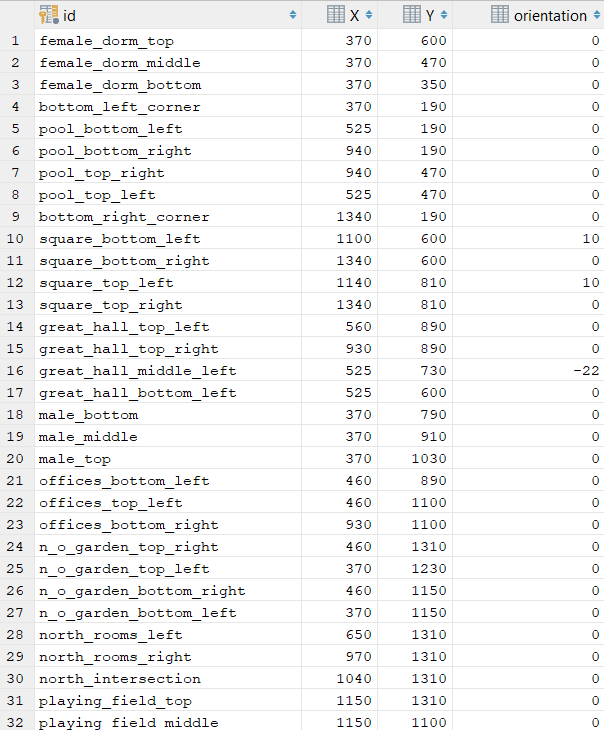 id X Y orientation
1 female_dorm_top 370 600 0
2 female_dorm_middle 370 470 0
3 female_dorm_bottom 370 350 0
4 bottom_left_corner 370 190 0
5 pool_bottom_left 525 190 0
6 pool_bottom_right 940 190 0
7 pool_top_right 940 470 0
8 pool_top_left 525 470 0
9 bottom_right_corner 1340 190 0
10 square_bottom_left 1100 600 10
11 square_bottom_right 1340 600 0
12 square_top_left 1140 810 10
13 square_top_right 1340 810 0
14 great_hall_top_left 560 890 0
15 great_hall_top_right 930 890 0
16 great_hall_middle_left 525 730 -22
17 great_hall_bottom_left 525 600 0
18 male_bottom 370 790 0
19 male_middle 370 910 0
20 male_top 370 1030 0
21 offices_bottom_left 460 890 0
22 offices_top_left 460 1100 0
23 offices_bottom_right 930 1100 0
24 n_o_garden_top_right 460 1310 0
25 n_o_garden_top_left 370 1230 0
26 n_o_garden_bottom_right 460 1150 0
27 n_o_garden_bottom_left 370 1150 0
28 north_rooms_left 650 1310 0
29 north_rooms_right 970 1310 0
30 north_intersection 1040 1310 0
31 playing_field_top 1150 1310 0
32 playing_field_middle 1150 1100 0